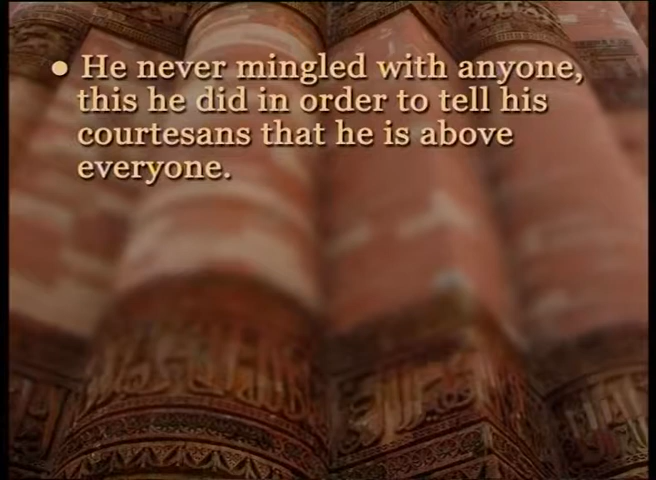 • He never mingled with anyone,
this he did in order to tell his
courtesans that he is above
everyone.